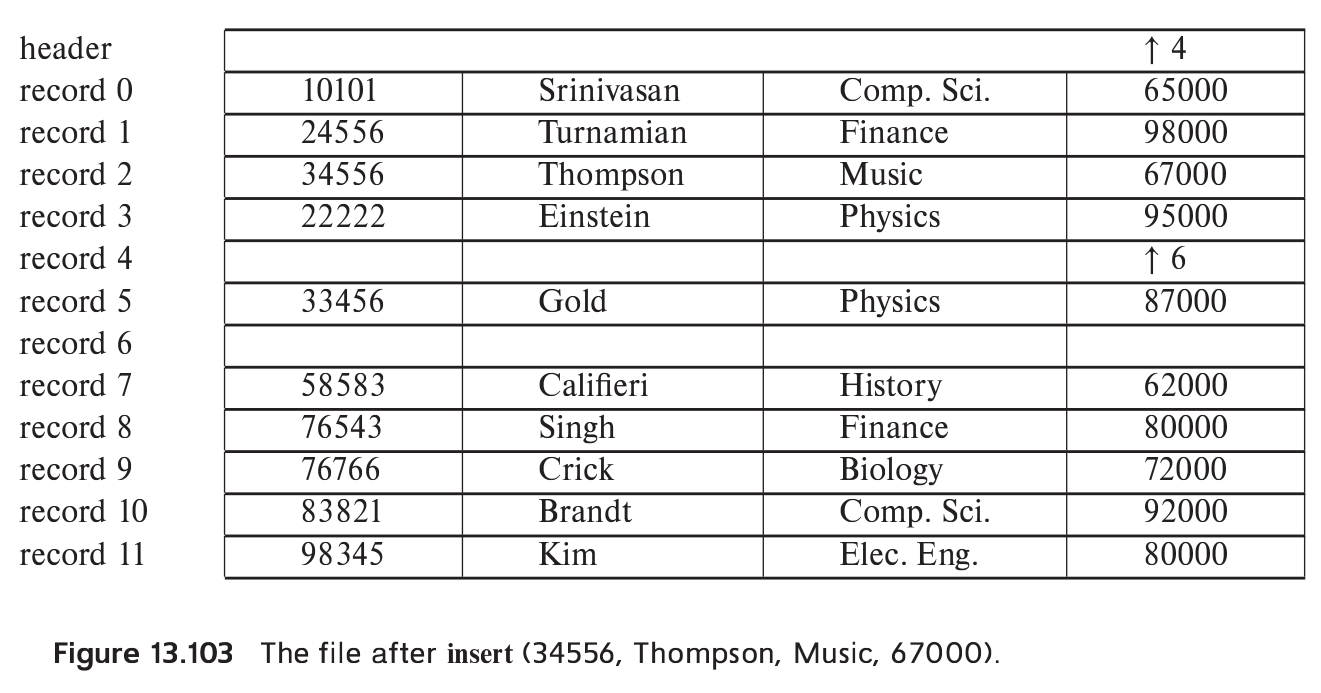 header ↑ 4
record 0 10101 Srinivasan Comp. Sci. 65000
record 1 24556 Turnamian Finance 98000
record 2 34556 Thompson Music 67000
record 3 22222 Einstein Physics 95000
record 4 ↑ 6
record 5 33456 Gold Physics 87000
record 6
record 7 58583 Califieri History 62000
record 8 76543 Singh Finance 80000
record 9 76766 Crick Biology 72000
record 10 83821 Brandt Comp. Sci. 92000
record 11 98345 Kim Elec. Eng. 80000
Figure 13.103 The file after insert (34556, Thompson, Music, 67000).